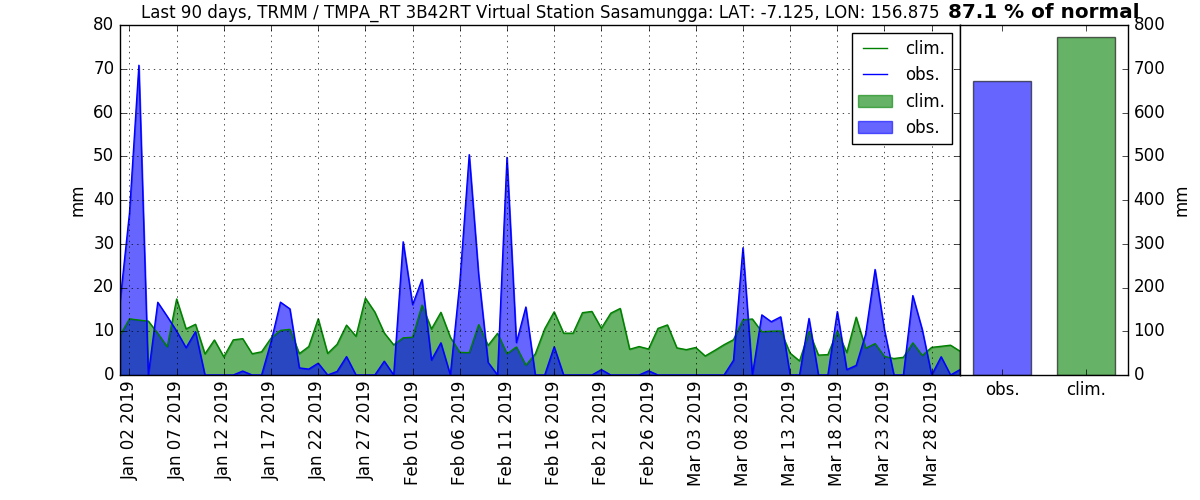 Last 90 days, TRMM / TMPA_RT 3B42RT Virtual Station Sasamungga: LAT: -7.125, LON: 156.875 87.1 % of normal
80
70
60
50
40
30
20
10
0
mm
clim.
obs.
clim.
obs.
800
700
600
500
400
300
200
100
0
mm
Jan 02 2019
Jan 07 2019
Jan 12 2019
Jan 17 2019
Jan 22 2019
Jan 27 2019
Feb 01 2019
Feb 06 2019
Feb 11 2019
Feb 16 2019
Feb 21 2019
Feb 26 2019
Mar 03 2019
Mar 08 2019
Mar 13 2019
Mar 18 2019
Mar 23 2019
Mar 28 2019
obs. clim.